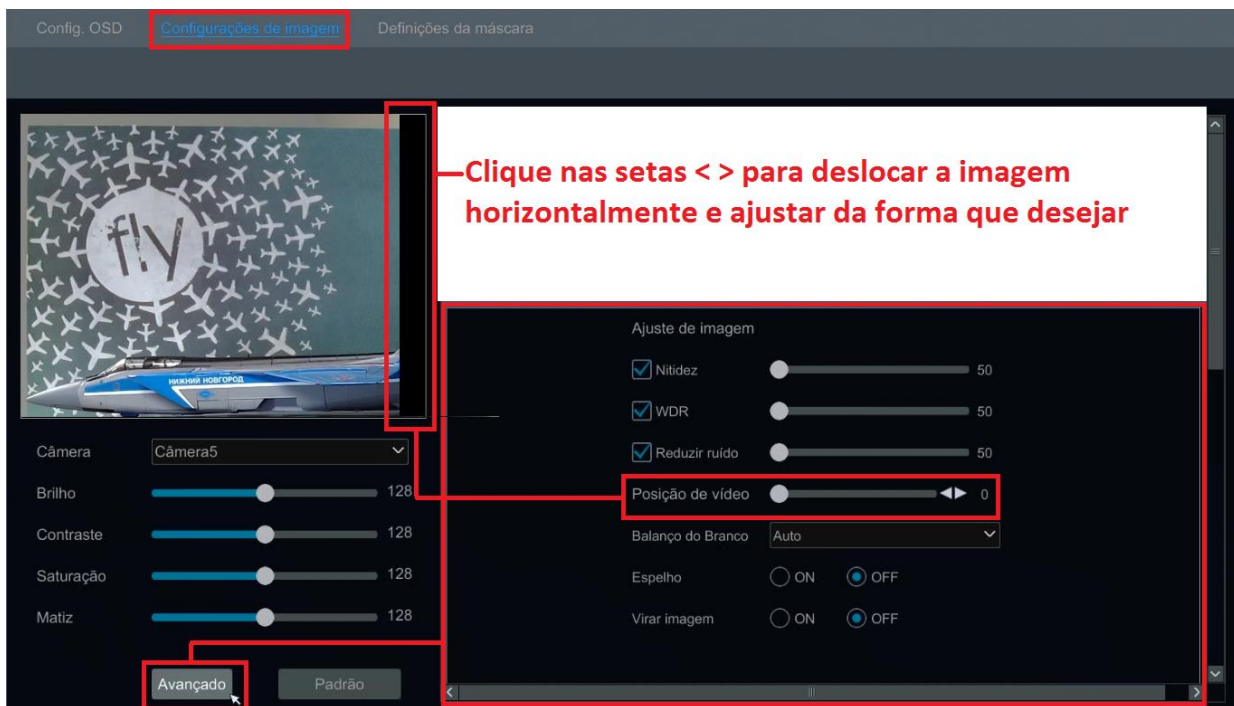 Config. OSD
Configurações de imagem
Definições da máscara
fly
НИЖНИЙ НОВГОРОД
Clique nas setas < > para deslocar a imagem
horizontalmente e ajustar da forma que desejar
Câmera Câmera5
Brilho 128
Contraste 128
Saturação 128
Matiz 128
Avançado Padrão
Ajuste de imagem
Nitidez 50
WDR 50
Reduzir ruído 50
Posição de vídeo 0
Balanço do Branco Auto
Espelho ON OFF
Virar imagem ON OFF